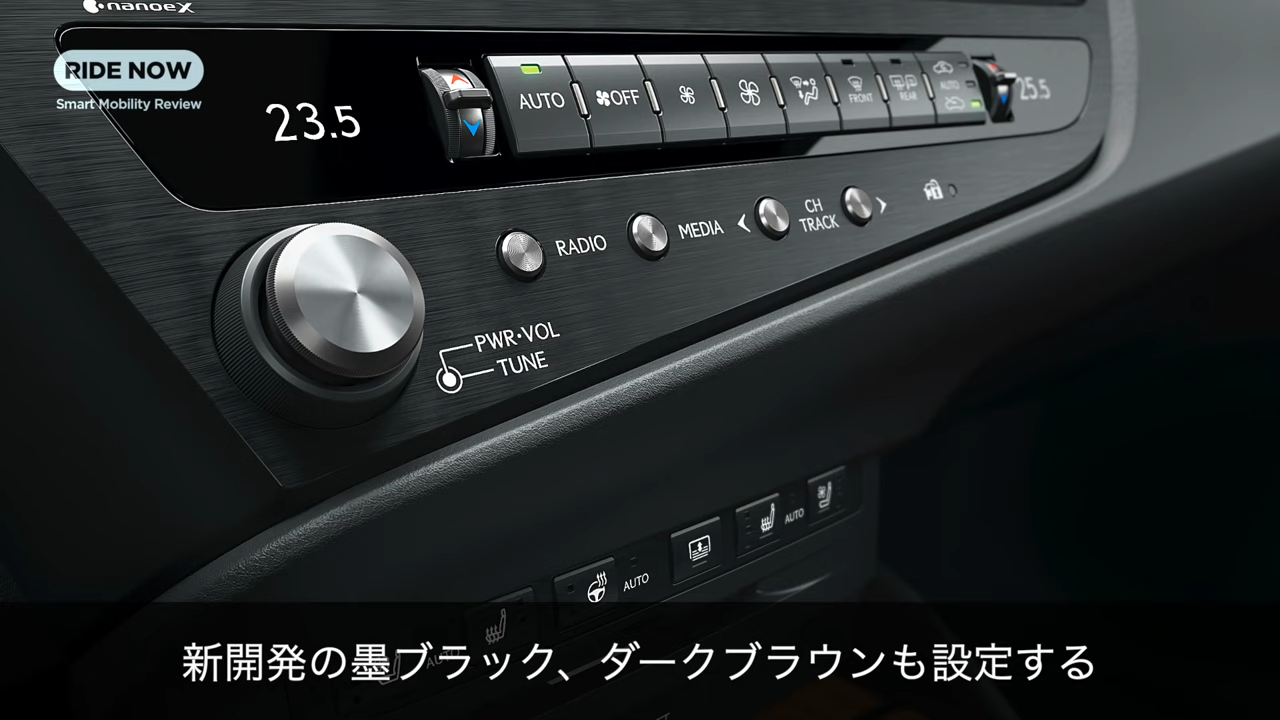 nanoeX
RIDE NOW
Smart Mobility Review
23.5
AUTO
OFF
FRONT
REAR
AUTO
25.5
RADIO
MEDIA
CH
TRACK
PWR•VOL
TUNE
AUTO
AUTO
AUTO
新開発の墨ブラック、ダークブラウンも設定する